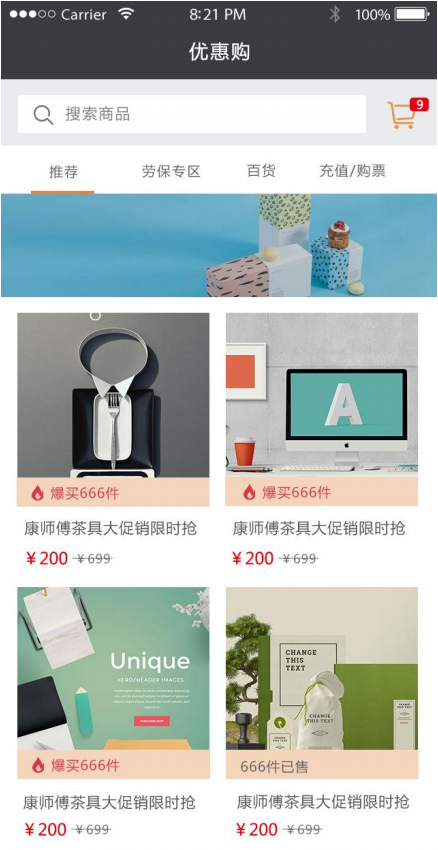 Carrier 8:21 PM 100%
优惠购
搜索商品
9
推荐 劳保专区 百货 充值/购票
A
爆买666件 爆买666件
康师傅茶具大促销限时抢 康师傅茶具大促销限时抢
¥200 ¥699 ¥200 ¥699
Unique
HERO/HEADER IMAGES
CHANGE
THIS
TEXT
CHANGE
THIS TEXT
爆买666件 666件已售
康师傅茶具大促销限时抢 康师傅茶具大促销限时抢
¥200 ¥699 ¥200 ¥699